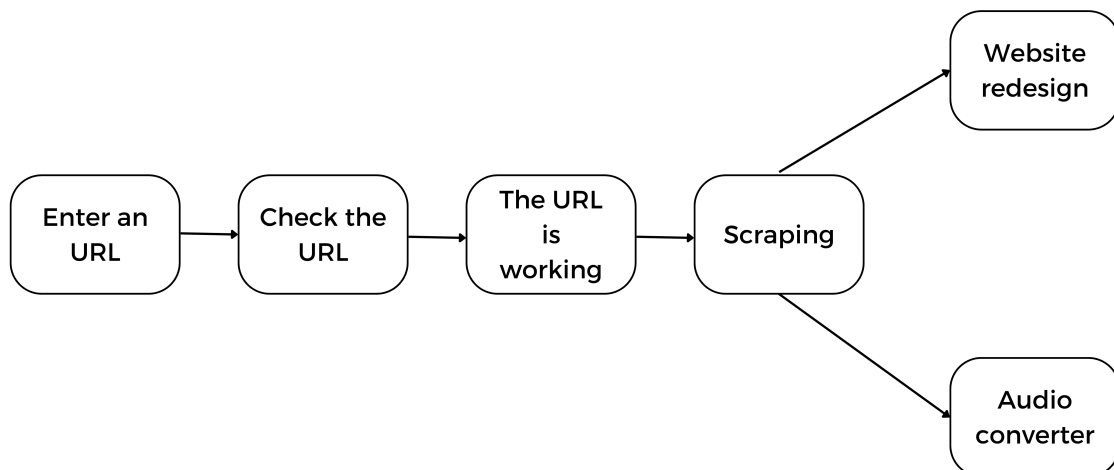 Enter an
URL
Check the
URL
The URL
is
working
Scraping
Website
redesign
Audio
converter